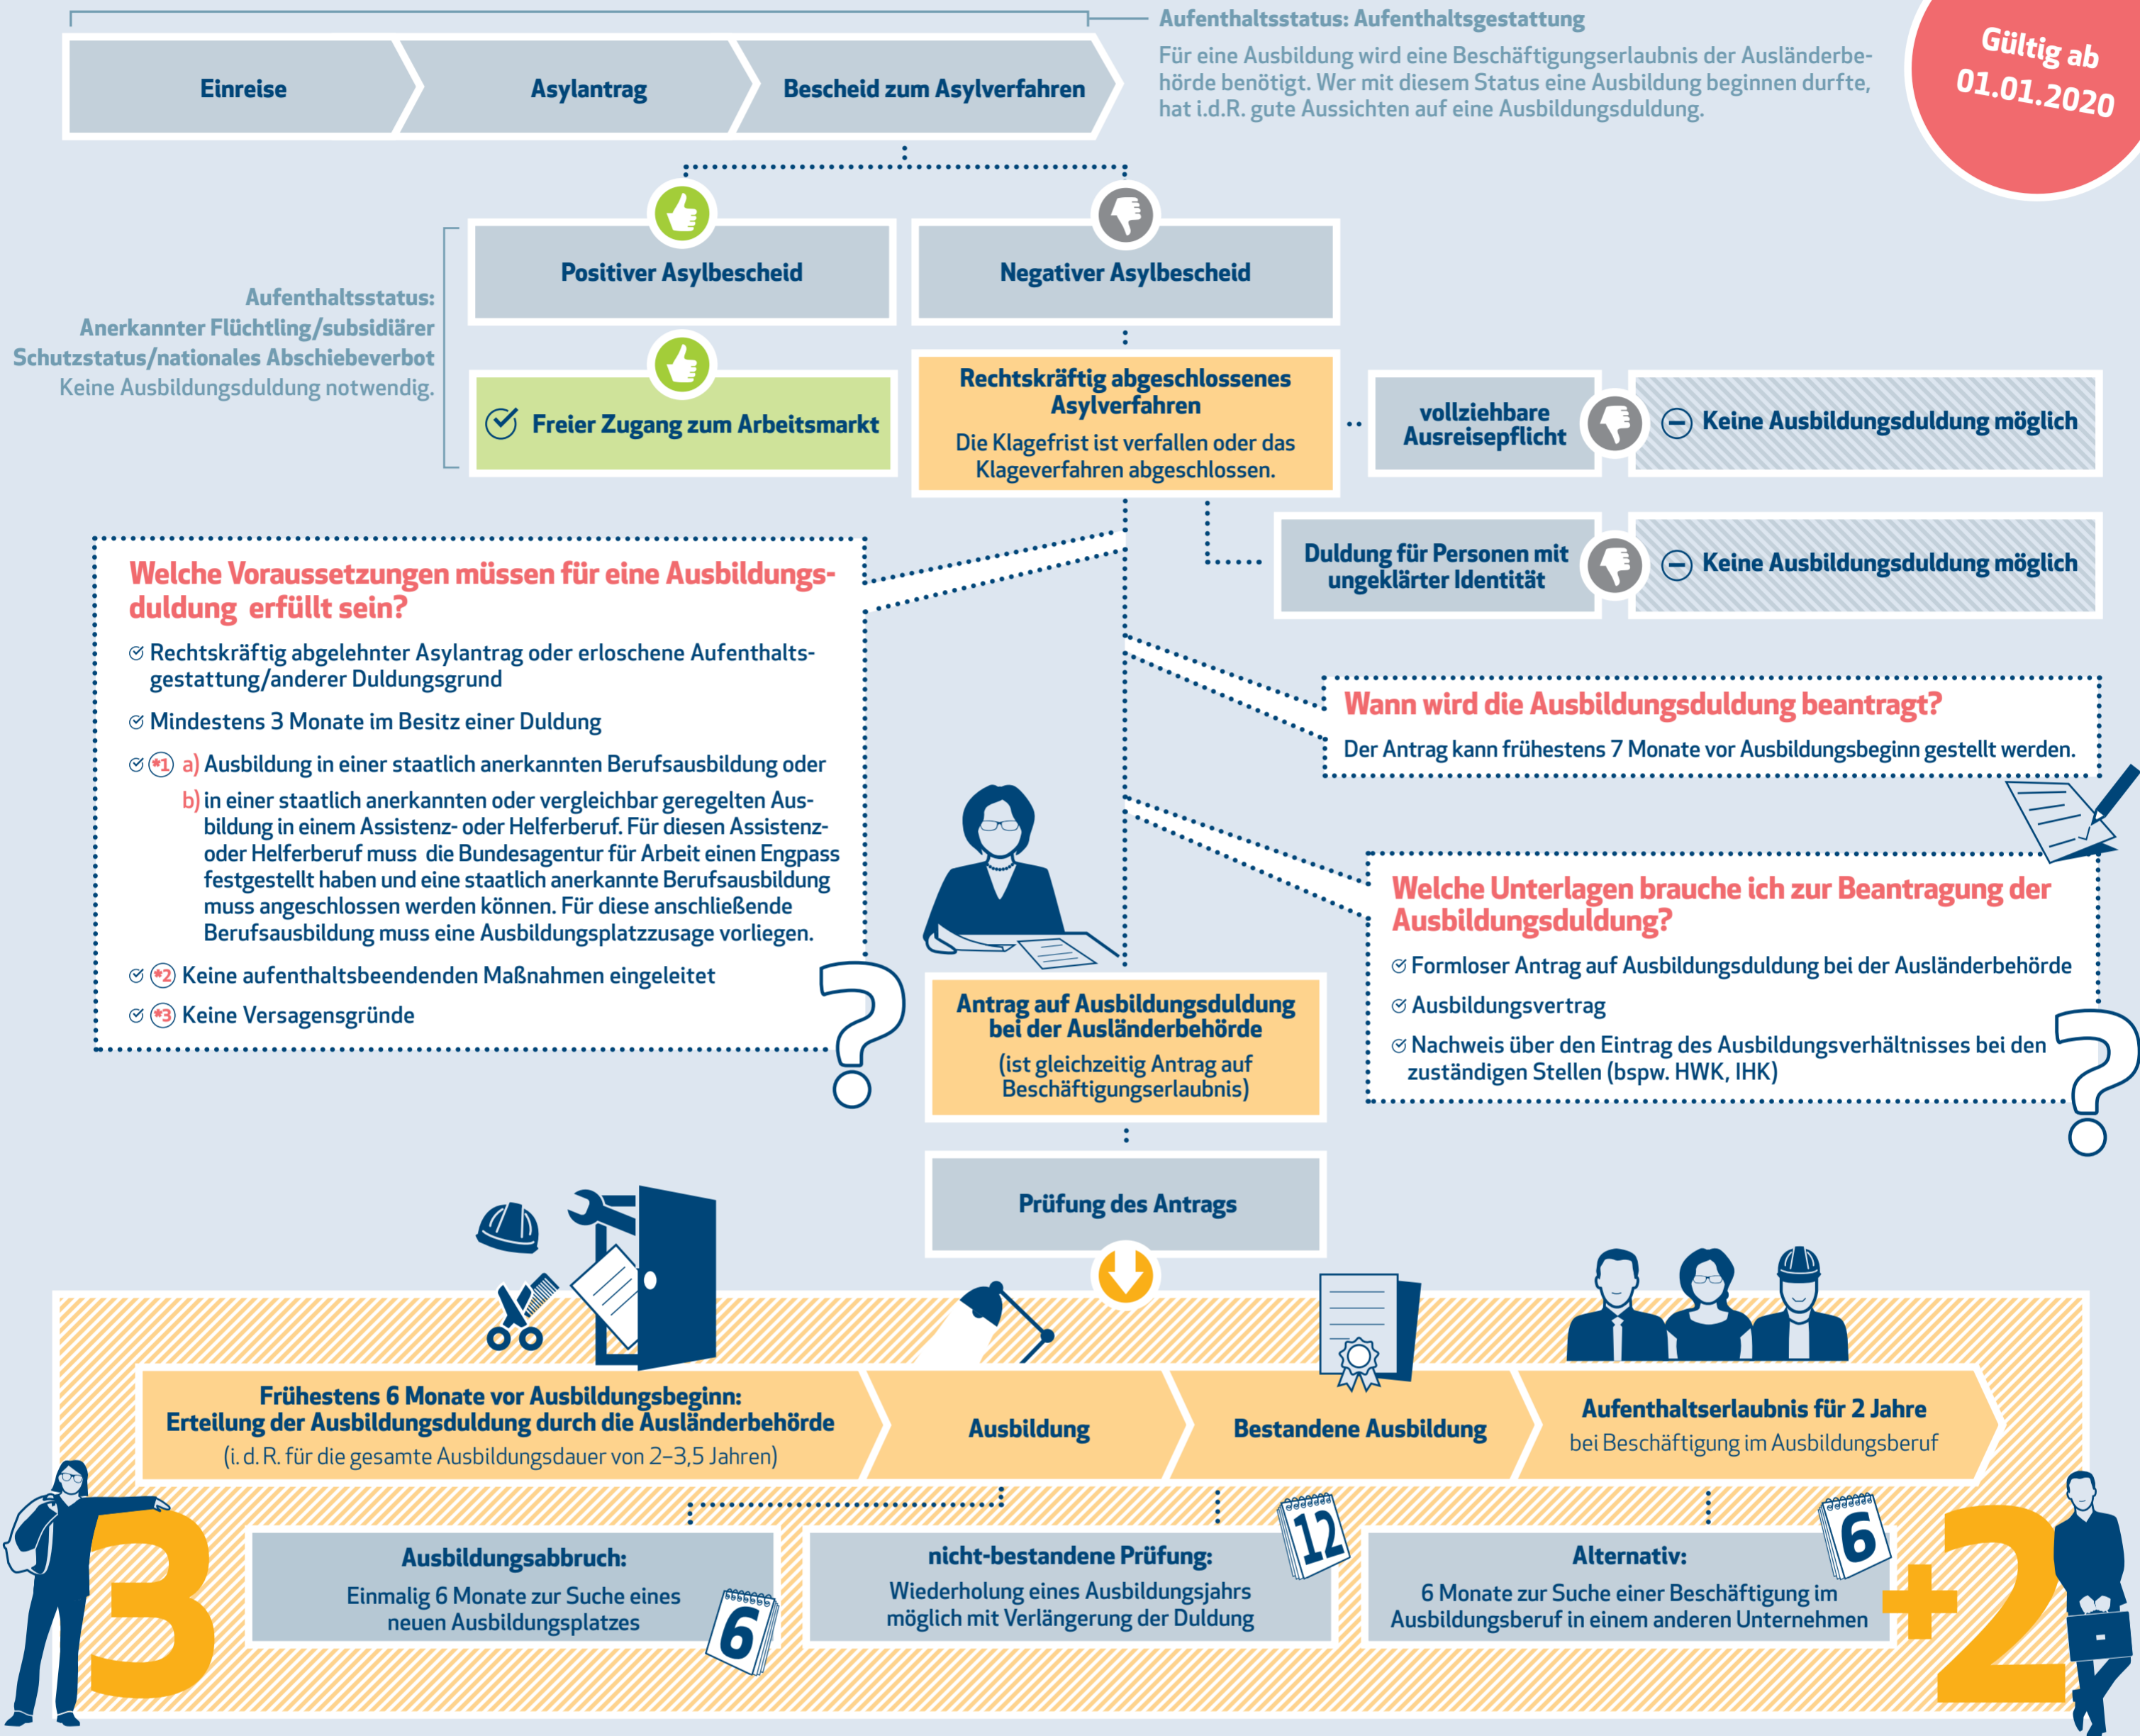 Aufenthaltsstatus: Aufenthaltsgestattung
Für eine Ausbildung wird eine Beschäftigungserlaubnis der Ausländerbe-
hörde benötigt. Wer mit diesem Status eine Ausbildung beginnen durfte,
hat i.d.R. gute Aussichten auf eine Ausbildungsduldung.
Gültig ab
01.01.2020
Einreise
Asylantrag
Bescheid zum Asylverfahren
Positiver Asylbescheid
Negativer Asylbescheid
Aufenthaltsstatus:
Anerkannter Flüchtling/subsidiärer
Schutzstatus/nationales Abschiebeverbot
Keine Ausbildungsduldung notwendig.
Freier Zugang zum Arbeitsmarkt
Rechtskräftig abgeschlossenes
Asylverfahren
Die Klagefrist ist verfallen oder das
Klageverfahren abgeschlossen.
vollziehbare
Ausreisepflicht
Keine Ausbildungsduldung möglich
Duldung für Personen mit
ungeklärter Identität
Keine Ausbildungsduldung möglich
Welche Voraussetzungen müssen für eine Ausbildungs-
duldung erfüllt sein?
Rechtskräftig abgelehnter Asylantrag oder erloschene Aufenthalts-
gestattung/anderer Duldungsgrund
Mindestens 3 Monate im Besitz einer Duldung
*1 a) Ausbildung in einer staatlich anerkannten Berufsausbildung oder
b) in einer staatlich anerkannten oder vergleichbar geregelten Aus-
bildung in einem Assistenz- oder Helferberuf. Für diesen Assistenz-
oder Helferberuf muss die Bundesagentur für Arbeit einen Engpass
festgestellt haben und eine staatlich anerkannte Berufsausbildung
muss angeschlossen werden können. Für diese anschließende
Berufsausbildung muss eine Ausbildungsplatzzusage vorliegen.
*2 Keine aufenthaltsbeendenden Maßnahmen eingeleitet
*3 Keine Versagensgründe
?
Wann wird die Ausbildungsduldung beantragt?
Der Antrag kann frühestens 7 Monate vor Ausbildungsbeginn gestellt werden.
Welche Unterlagen brauche ich zur Beantragung der
Ausbildungsduldung?
Formloser Antrag auf Ausbildungsduldung bei der Ausländerbehörde
Ausbildungsvertrag
Nachweis über den Eintrag des Ausbildungsverhältnisses bei den
zuständigen Stellen (bspw. HWK, IHK)
?
Antrag auf Ausbildungsduldung
bei der Ausländerbehörde
(ist gleichzeitig Antrag auf
Beschäftigungserlaubnis)
Prüfung des Antrags
Frühestens 6 Monate vor Ausbildungsbeginn:
Erteilung der Ausbildungsduldung durch die Ausländerbehörde
(i. d. R. für die gesamte Ausbildungsdauer von 2–3,5 Jahren)
Ausbildung
Bestandene Ausbildung
Aufenthaltserlaubnis für 2 Jahre
bei Beschäftigung im Ausbildungsberuf
3
Ausbildungsabbruch:
Einmalig 6 Monate zur Suche eines
neuen Ausbildungsplatzes
6
nicht-bestandene Prüfung:
Wiederholung eines Ausbildungsjahrs
möglich mit Verlängerung der Duldung
12
Alternativ:
6 Monate zur Suche einer Beschäftigung im
Ausbildungsberuf in einem anderen Unternehmen
6
+2